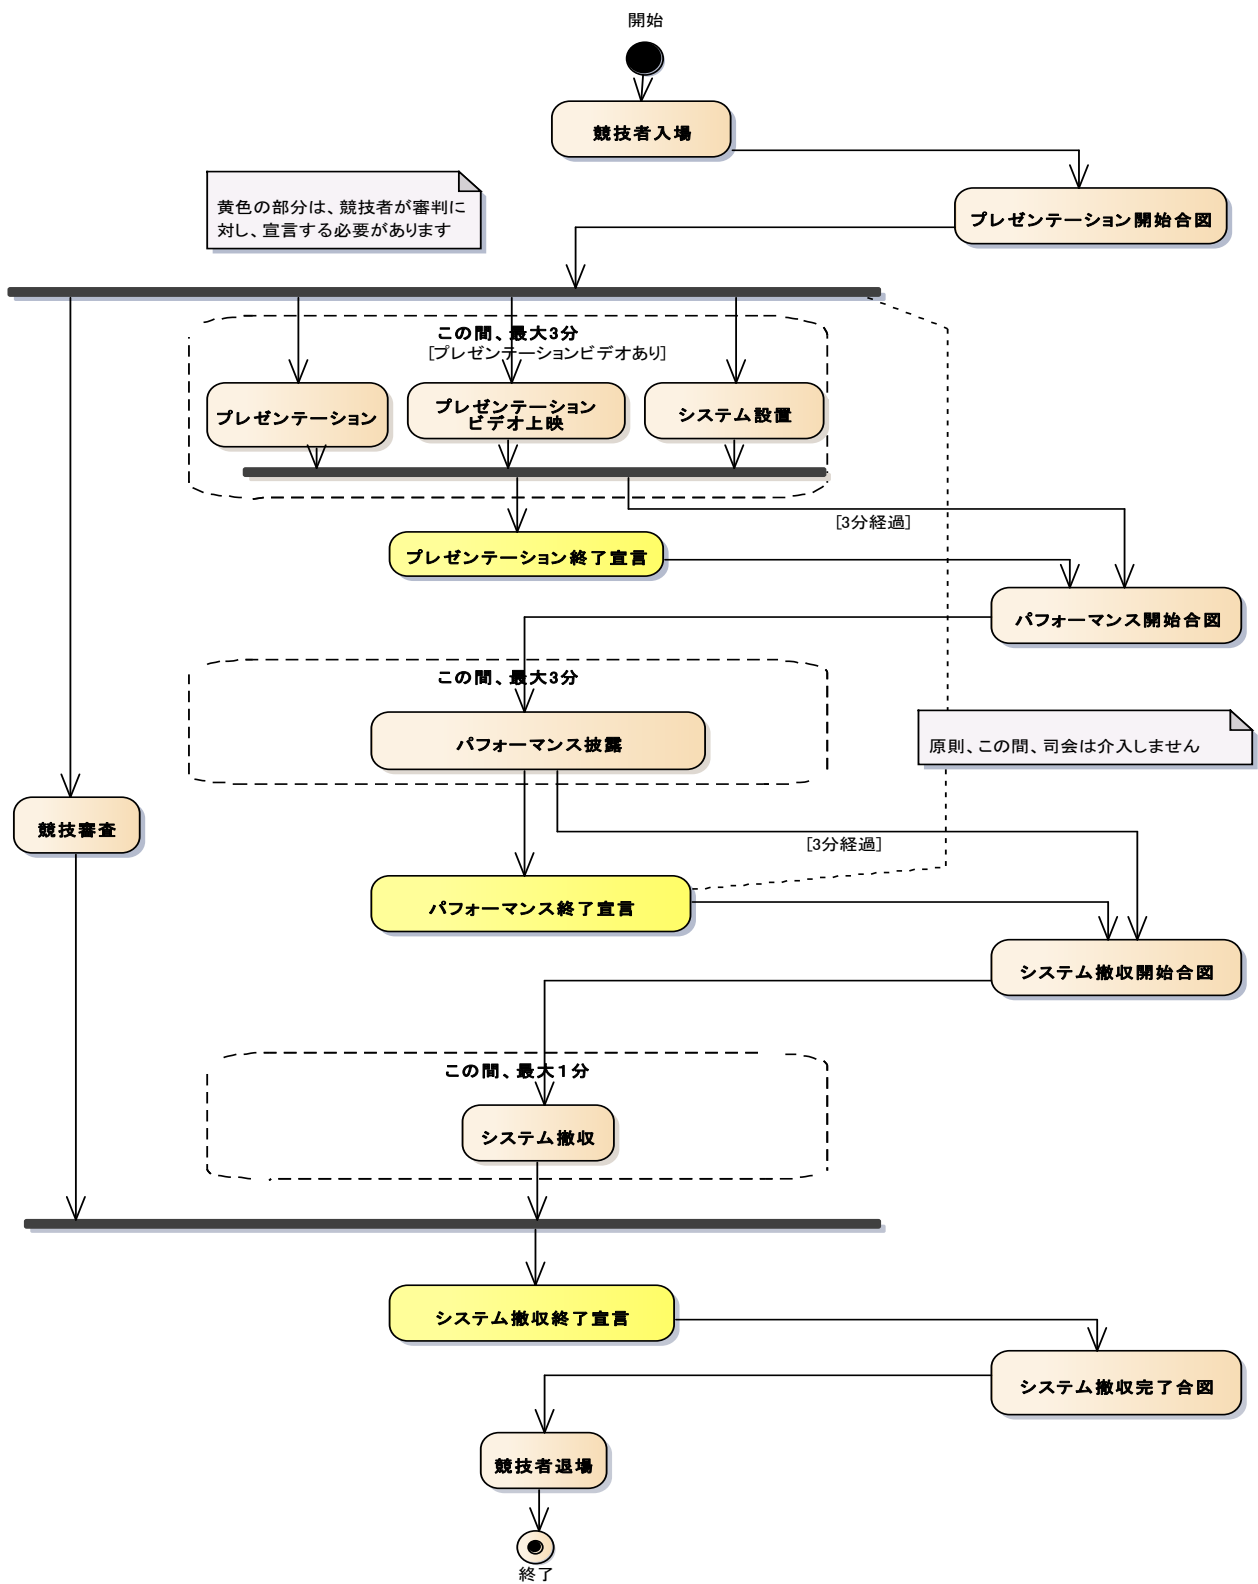 開始
競技者入場
黄色の部分は、競技者が審判に
対し、宣言する必要があります
プレゼンテーション開始合図
この間、最大3分
[プレゼンテーションビデオあり]
プレゼンテーション
プレゼンテーション
ビデオ上映
システム設置
[3分経過]
プレゼンテーション終了宣言
パフォーマンス開始合図
この間、最大3分
パフォーマンス披露
原則、この間、司会は介入しません
競技審査
[3分経過]
パフォーマンス終了宣言
システム撤収開始合図
この間、最大1分
システム撤収
システム撤収終了宣言
システム撤収完了合図
競技者退場
終了